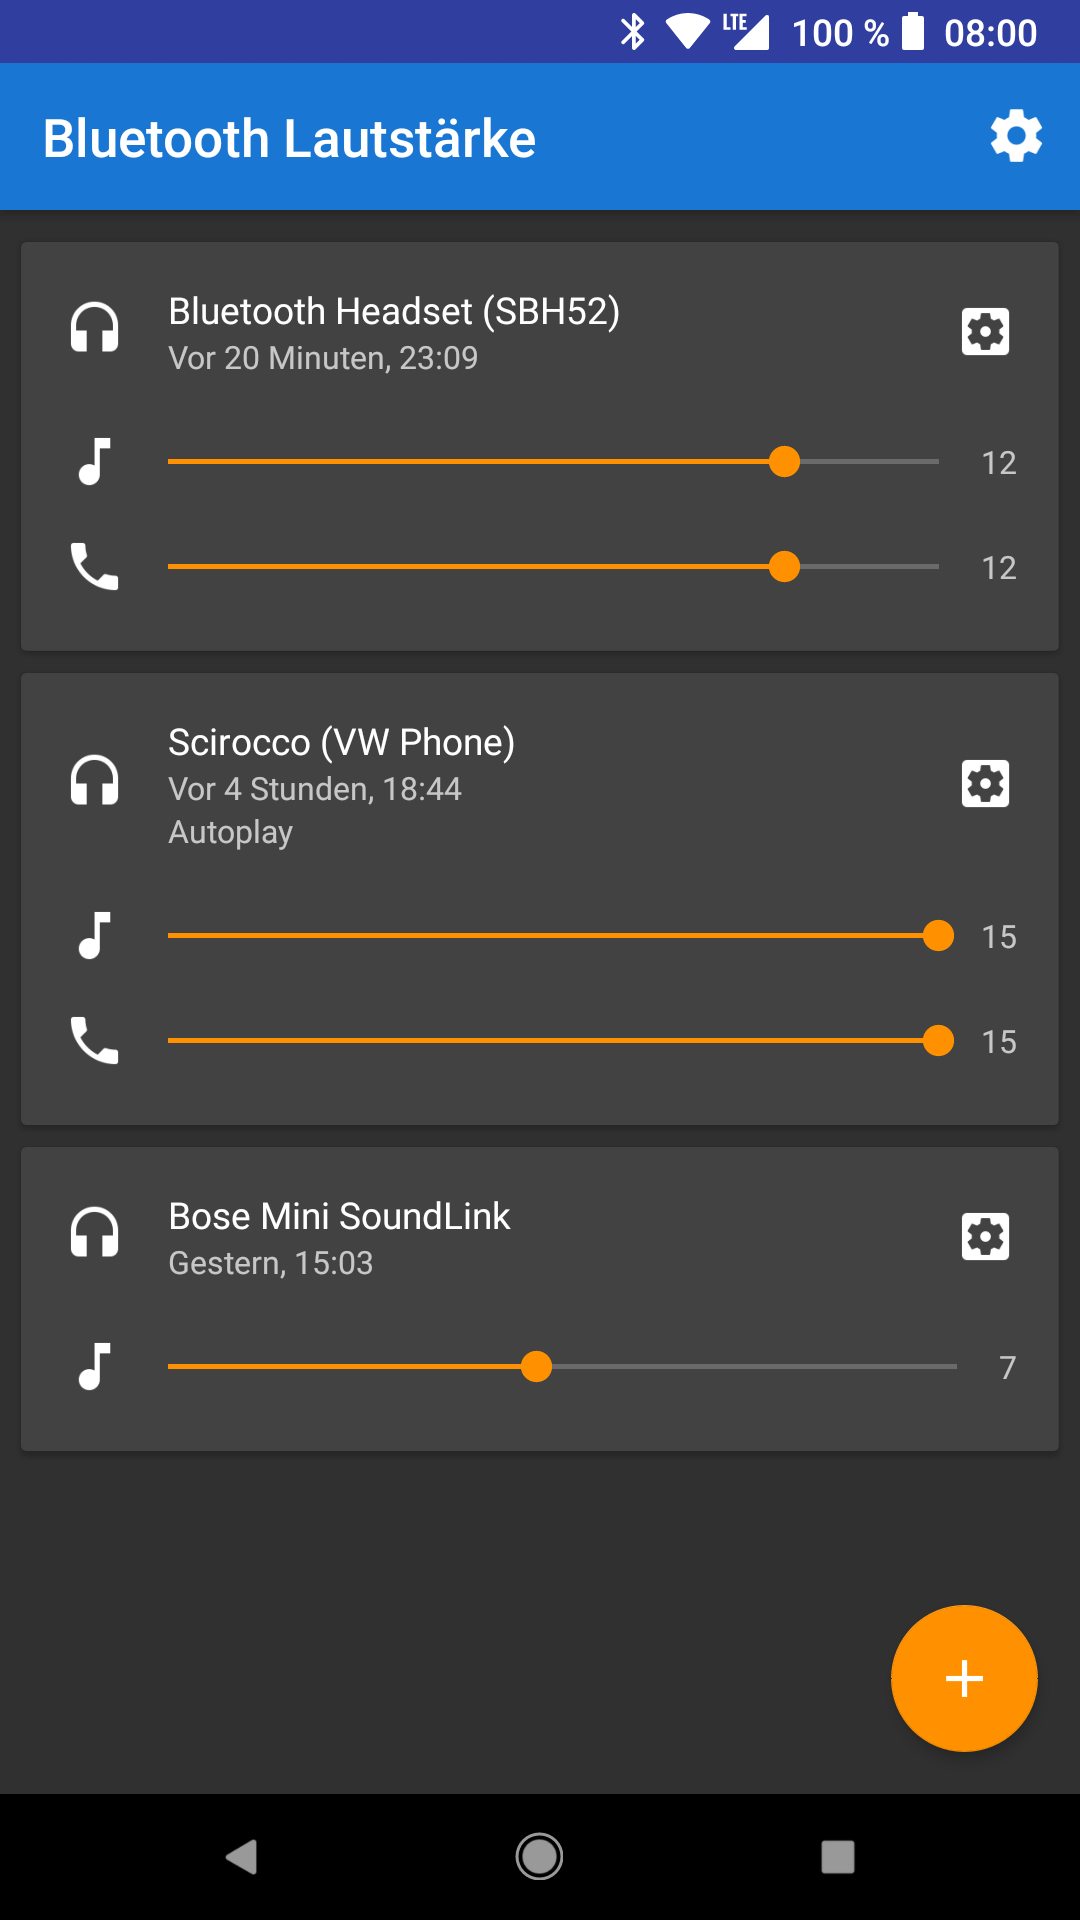 LTE 100 % 08:00
Bluetooth Lautstärke
Bluetooth Headset (SBH52)
Vor 20 Minuten, 23:09
12
12
Scirocco (VW Phone)
Vor 4 Stunden, 18:44
Autoplay
15
15
Bose Mini SoundLink
Gestern, 15:03
7